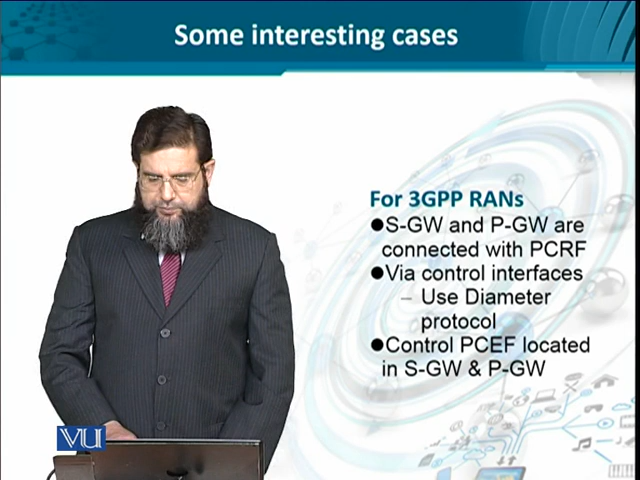 Some interesting cases
For 3GPP RANs
●S-GW and P-GW are
connected with PCRF
●Via control interfaces
– Use Diameter
protocol
●Control PCEF located
in S-GW & P-GW
VU